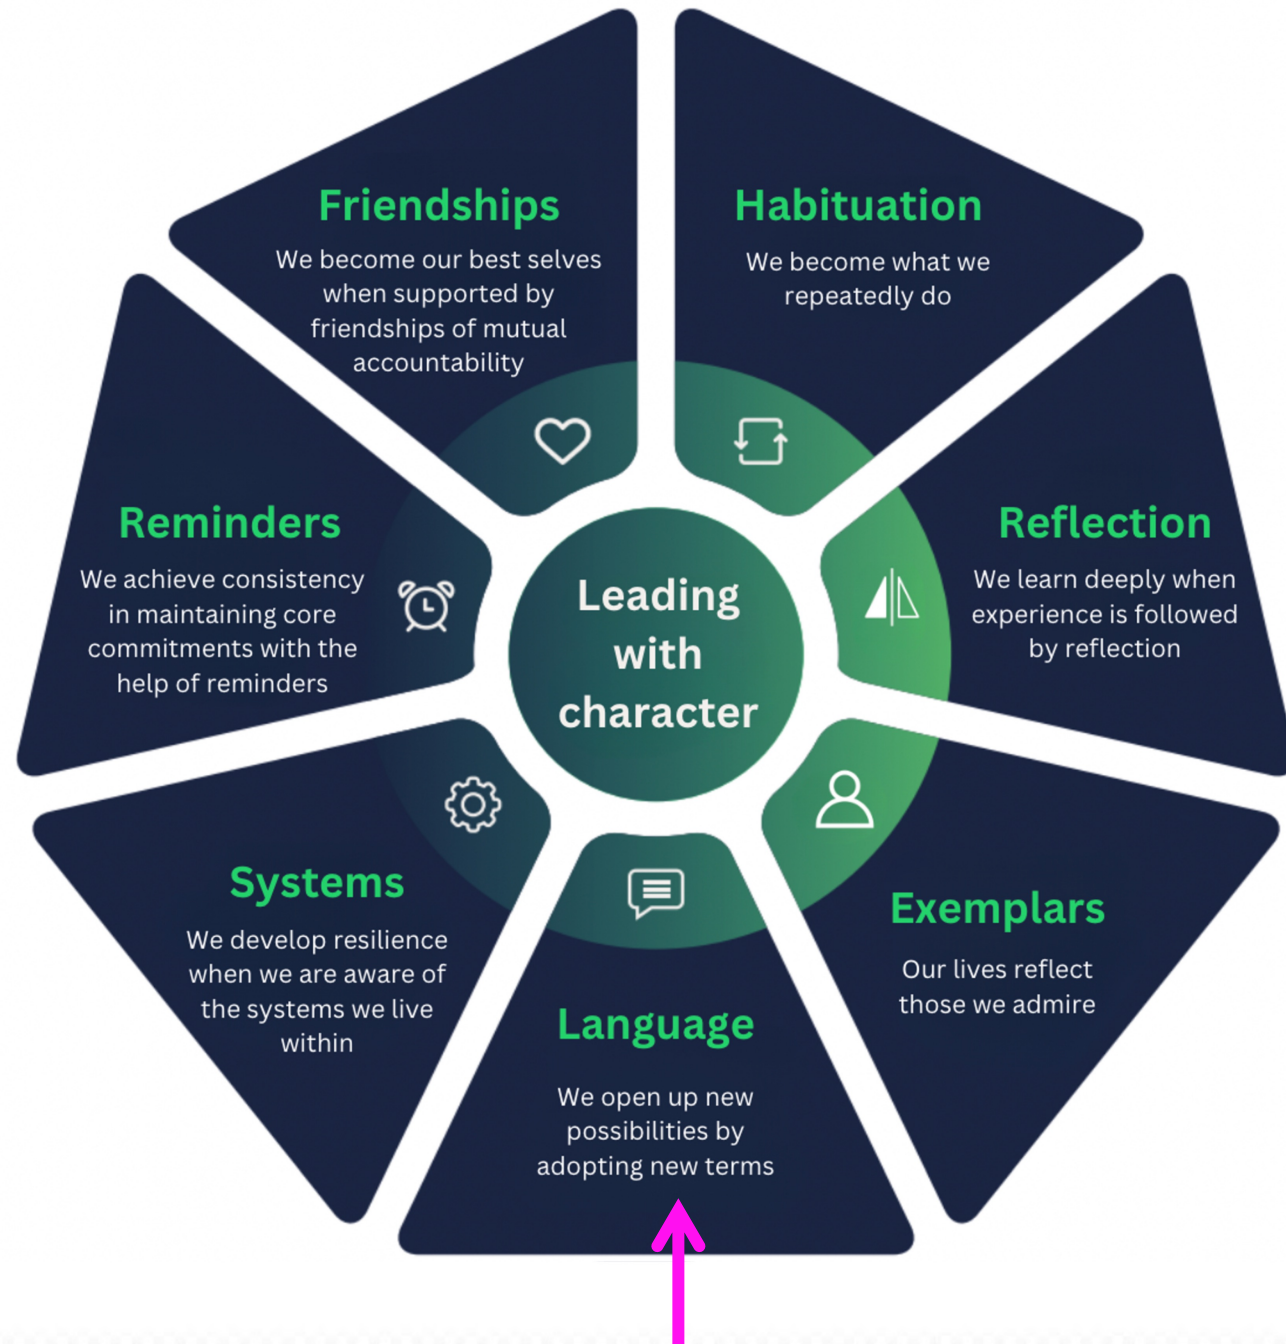 Friendships
We become our best selves
when supported by
friendships of mutual
accountability
Habituation
We become what we
repeatedly do
Reminders
We achieve consistency
in maintaining core
commitments with the
help of reminders
Leading
with
character
Reflection
We learn deeply when
experience is followed
by reflection
Systems
We develop resilience
when we are aware of
the systems we live
within
Exemplars
Our lives reflect
those we admire
Language
We open up new
possibilities by
adopting new terms